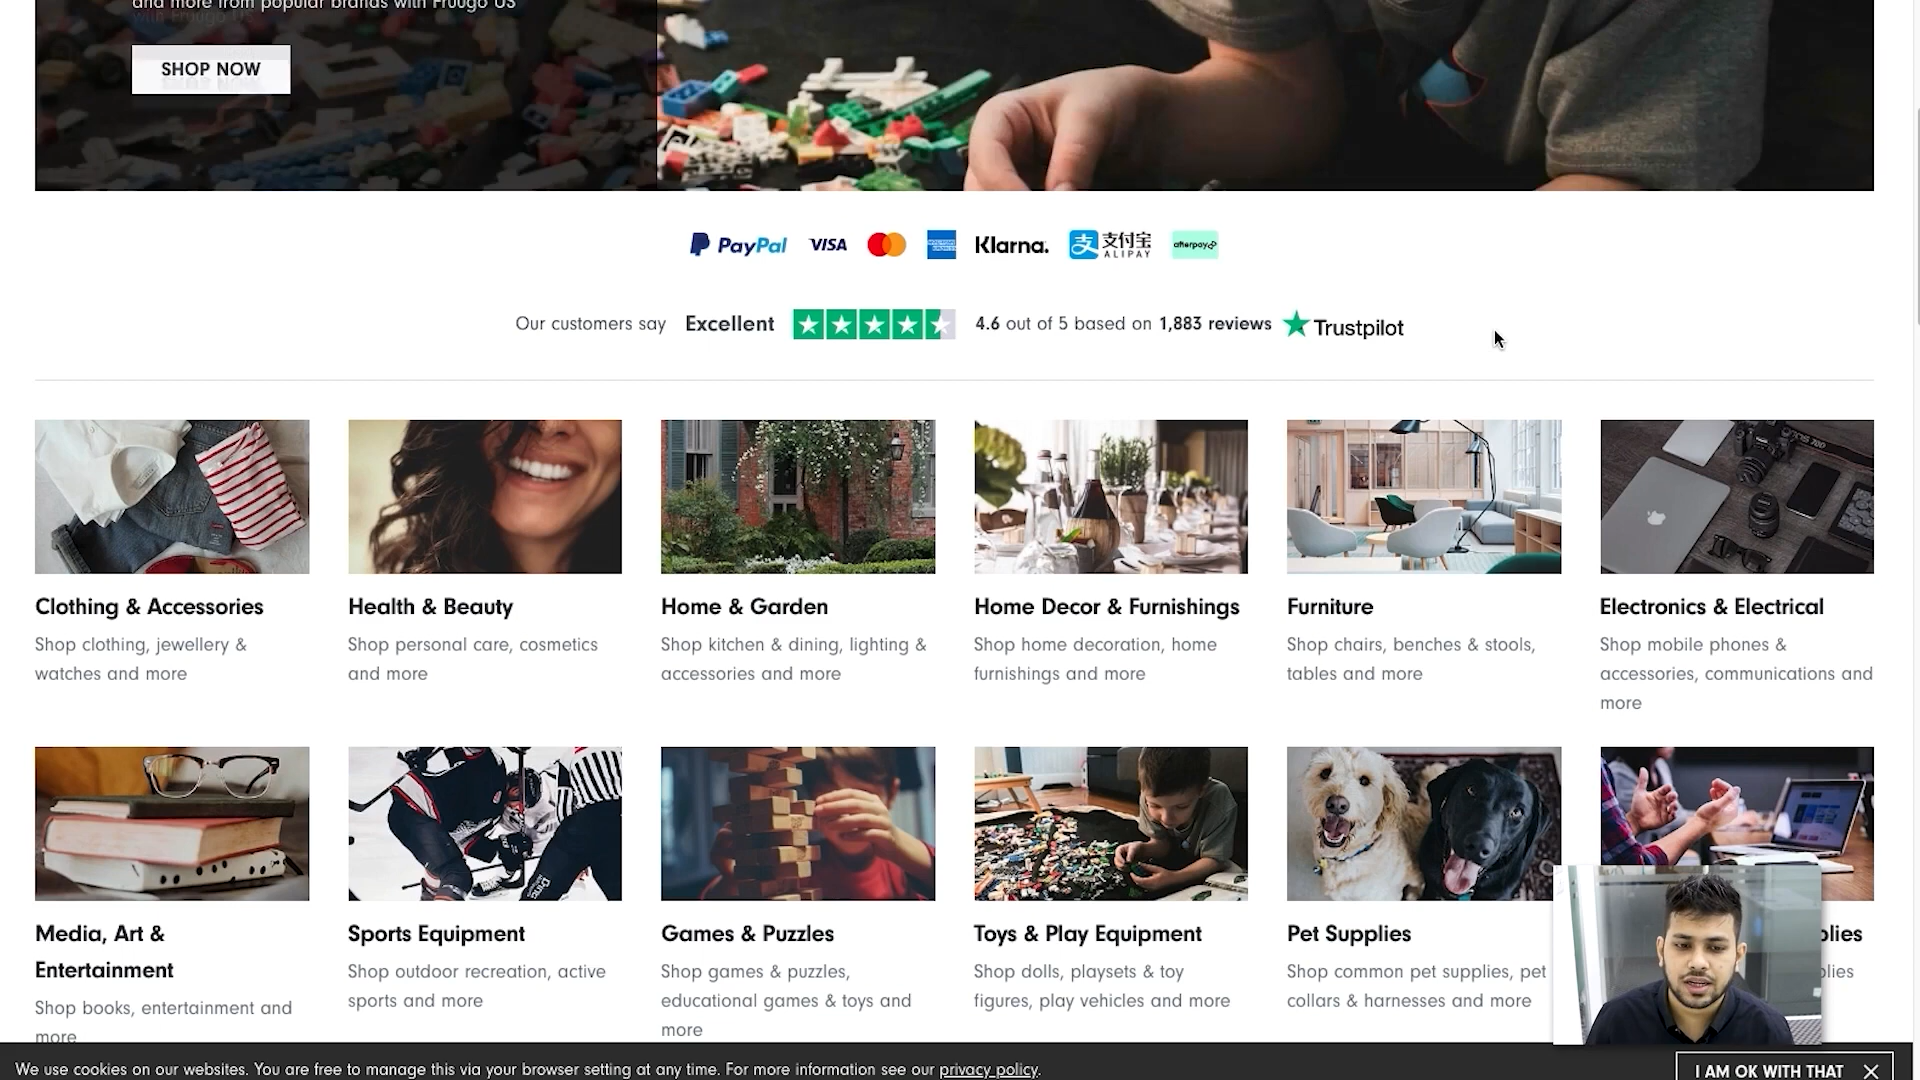 and more from popular brands with Fruugo US
SHOP NOW
PayPal VISA Klarna. 支付宝 ALIPAY afterpay
Our customers say Excellent 4.6 out of 5 based on 1,883 reviews Trustpilot
Clothing & Accessories
Shop clothing, jewellery &
watches and more
Health & Beauty
Shop personal care, cosmetics
and more
Home & Garden
Shop kitchen & dining, lighting &
accessories and more
Home Decor & Furnishings
Shop home decoration, home
furnishings and more
Furniture
Shop chairs, benches & stools,
tables and more
Electronics & Electrical
Shop mobile phones &
accessories, communications and
more
Media, Art &
Entertainment
Shop books, entertainment and
more
Sports Equipment
Shop outdoor recreation, active
sports and more
Games & Puzzles
Shop games & puzzles,
educational games & toys and
more
Toys & Play Equipment
Shop dolls, playsets & toy
figures, play vehicles and more
Pet Supplies
Shop common pet supplies, pet
collars & harnesses and more
We use cookies on our websites. You are free to manage this via your browser setting at any time. For more information see our privacy policy.
I AM OK WITH THAT